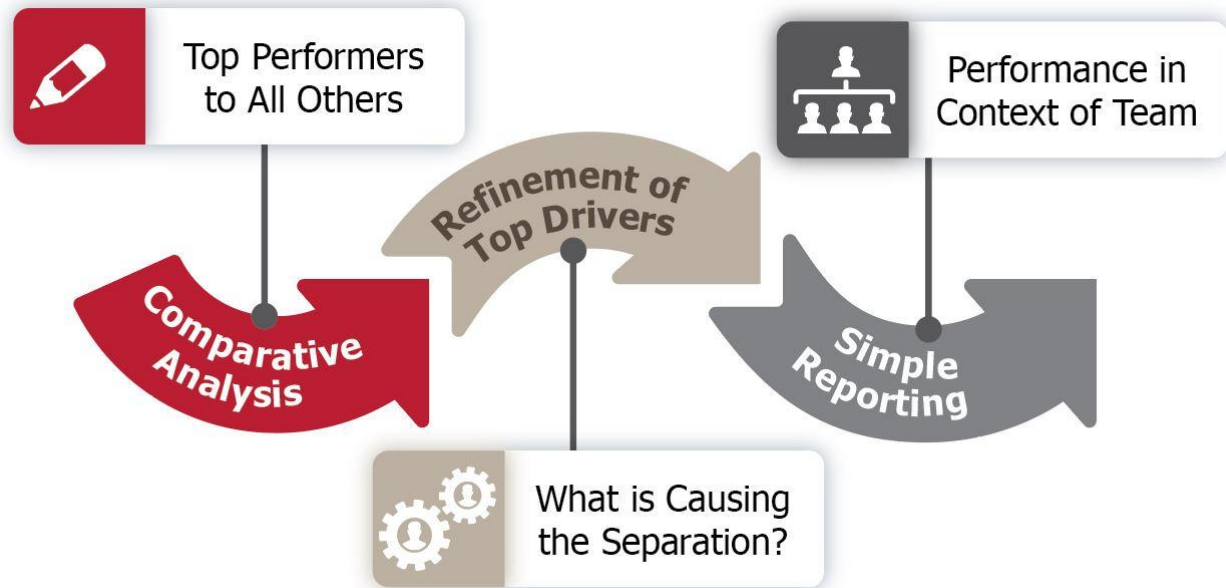 Top Performers
to All Others
Comparative
Analysis
Refinement of
Top Drivers
What is Causing
the Separation?
Performance in
Context of Team
Simple
Reporting